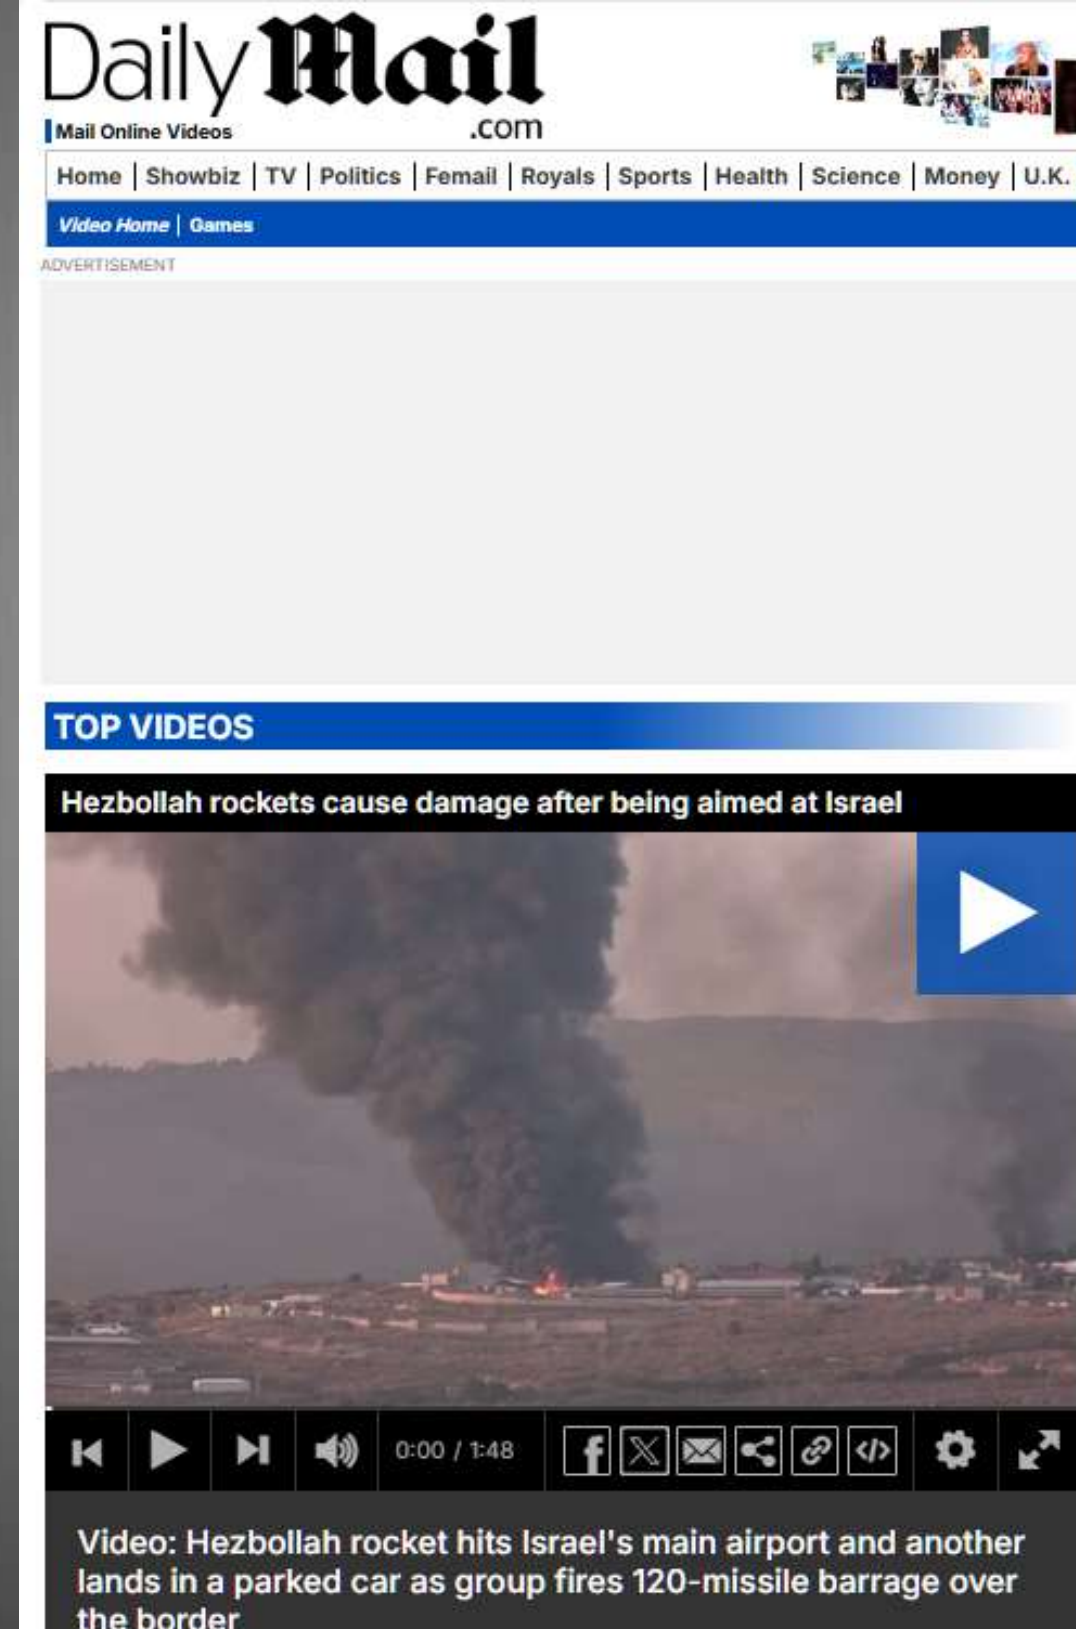 Daily Mail
.com
Mail Online Videos
Home | Showbiz | TV | Politics | Femail | Royals | Sports | Health | Science | Money | U.K.
Video Home | Games
ADVERTISEMENT
TOP VIDEOS
Hezbollah rockets cause damage after being aimed at Israel
0:00 / 1:48
Video: Hezbollah rocket hits Israel's main airport and another
lands in a parked car as group fires 120-missile barrage over
the border